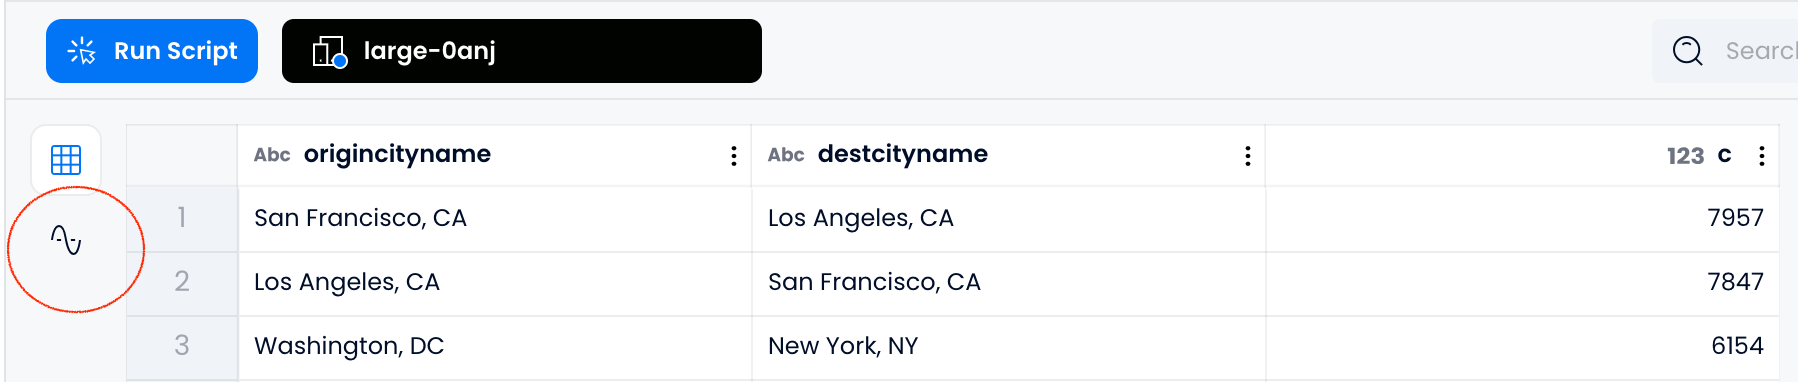 Run Script large-0anj Search
Abc origincityname Abc destcityname 123 c
1 San Francisco, CA Los Angeles, CA 7957
2 Los Angeles, CA San Francisco, CA 7847
3 Washington, DC New York, NY 6154